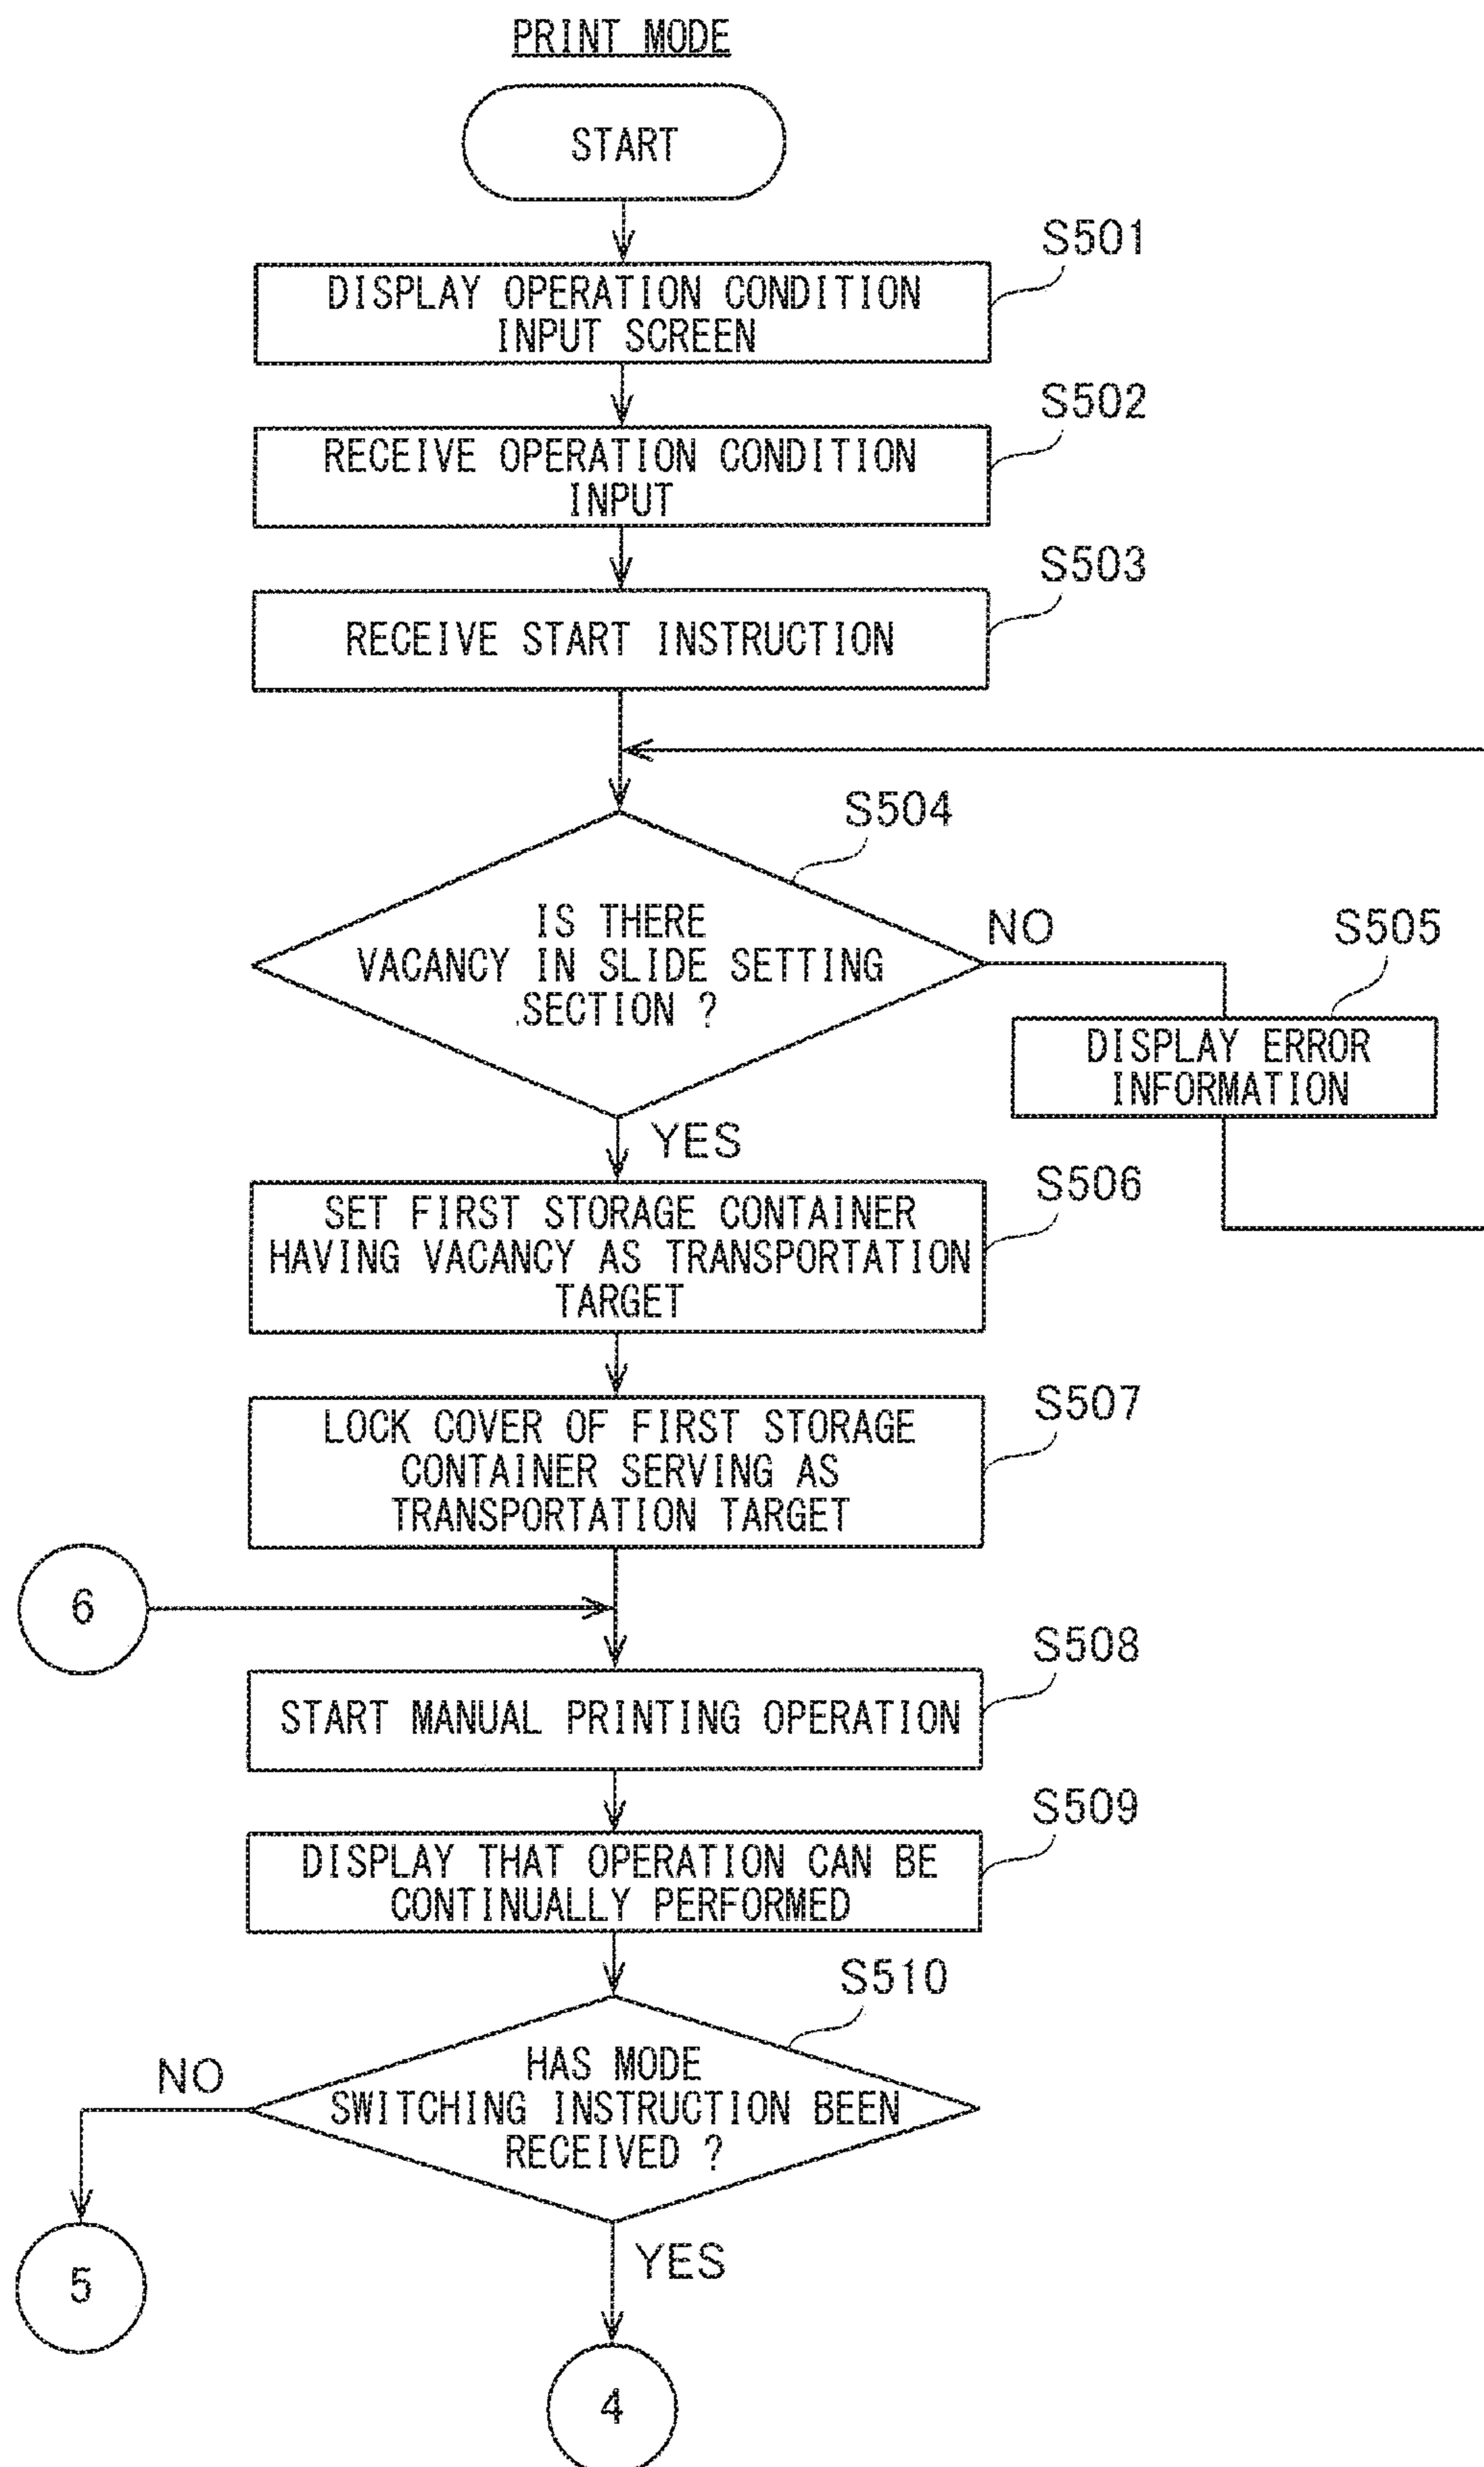 PRINT MODE
START
S501
DISPLAY OPERATION CONDITION
INPUT SCREEN
S502
RECEIVE OPERATION CONDITION
INPUT
S503
RECEIVE START INSTRUCTION
S504
IS THERE
VACANCY IN SLIDE SETTING
SECTION ?
NO
S505
DISPLAY ERROR
INFORMATION
YES
S506
SET FIRST STORAGE CONTAINER
HAVING VACANCY AS TRANSPORTATION
TARGET
S507
LOCK COVER OF FIRST STORAGE
CONTAINER SERVING AS
TRANSPORTATION TARGET
6
S508
START MANUAL PRINTING OPERATION
S509
DISPLAY THAT OPERATION CAN BE
CONTINUALLY PERFORMED
S510
HAS MODE
SWITCHING INSTRUCTION BEEN
RECEIVED ?
NO
5
YES
4